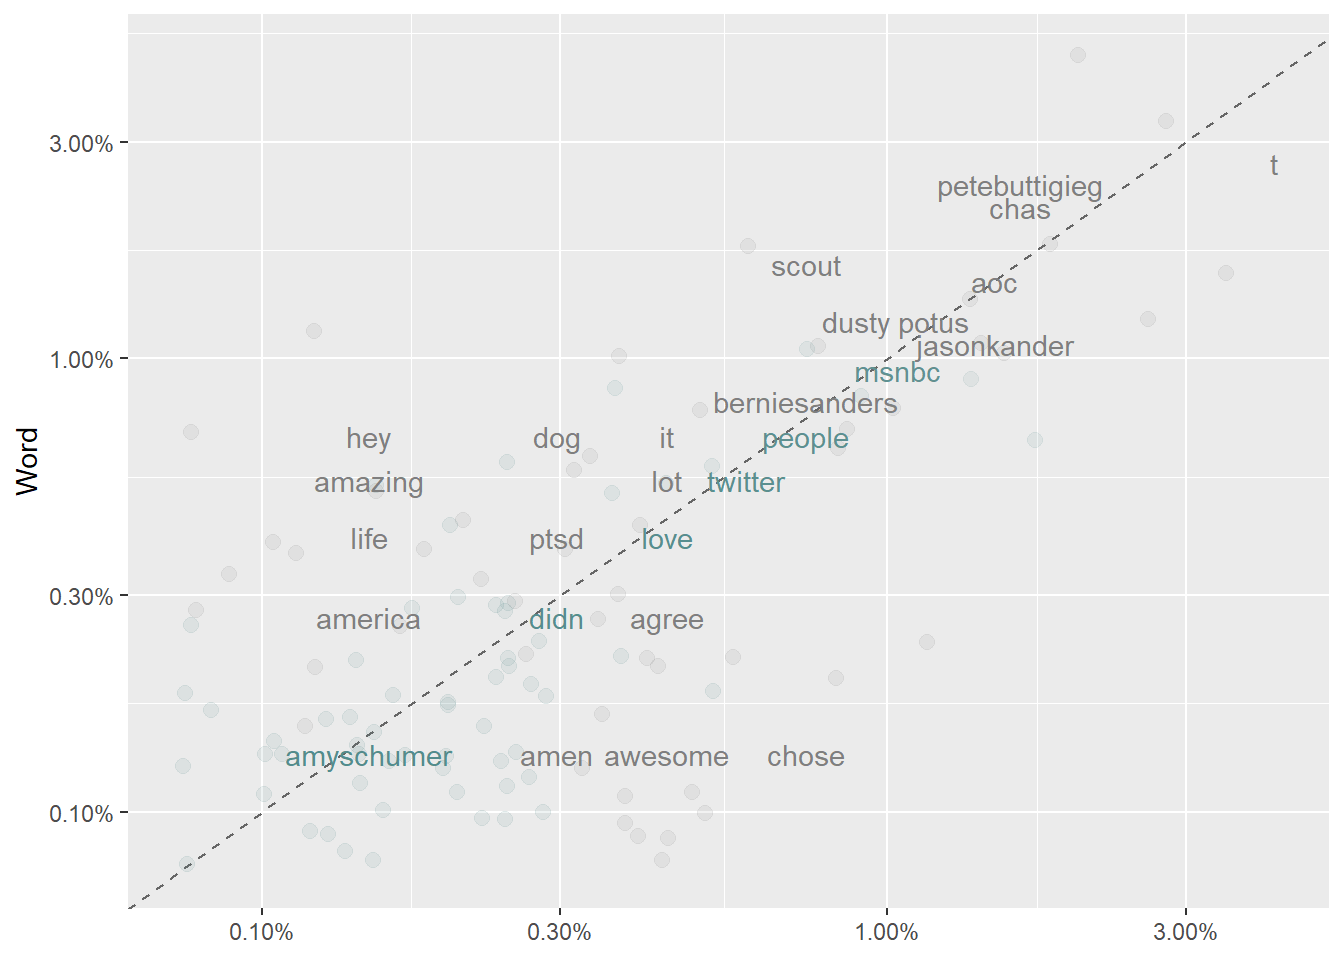 3.00%
t
petebuttigieg
chas
scout
aoc
dusty potus
jasonkander
1.00%
msnbc
berniesanders
hey dog it people
Word
amazing lot twitter
life ptsd love
0.30%
america didn agree
amyschumer amen awesome chose
0.10%
0.10% 0.30% 1.00% 3.00%